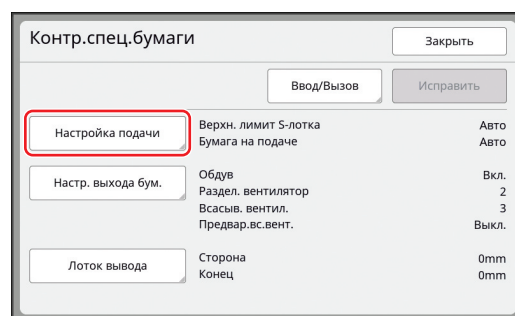 Контр.спец.бумаги
Закрыть
Ввод/Вызов
Исправить
Настройка подачи
Верхн. лимит S-лотка Авто
Бумага на подаче Авто
Настр. выхода бум.
Обдув Вкл.
Раздел. вентилятор 2
Всасыв. вентил. 3
Предвар.вс.вент. Выкл.
Лоток вывода
Сторона 0mm
Конец 0mm